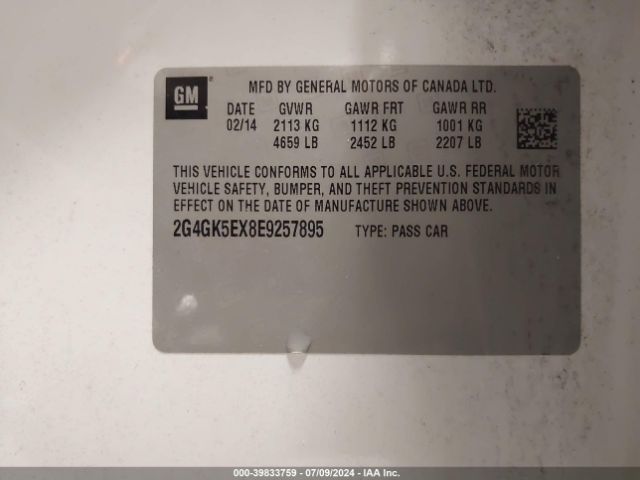 GM
MFD BY GENERAL MOTORS OF CANADA LTD.
DATE GVWR GAWR FRT GAWR RR
02/14 2113 KG 1112 KG 1001 KG
4659 LB 2452 LB 2207 LB
THIS VEHICLE CONFORMS TO ALL APPLICABLE U.S. FEDERAL MOTOR
VEHICLE SAFETY, BUMPER, AND THEFT PREVENTION STANDARDS IN
EFFECT ON THE DATE OF MANUFACTURE SHOWN ABOVE.
2G4GK5EX8E9257895 TYPE: PASS CAR
000-39833759 - 07/09/2024 - IAA Inc.